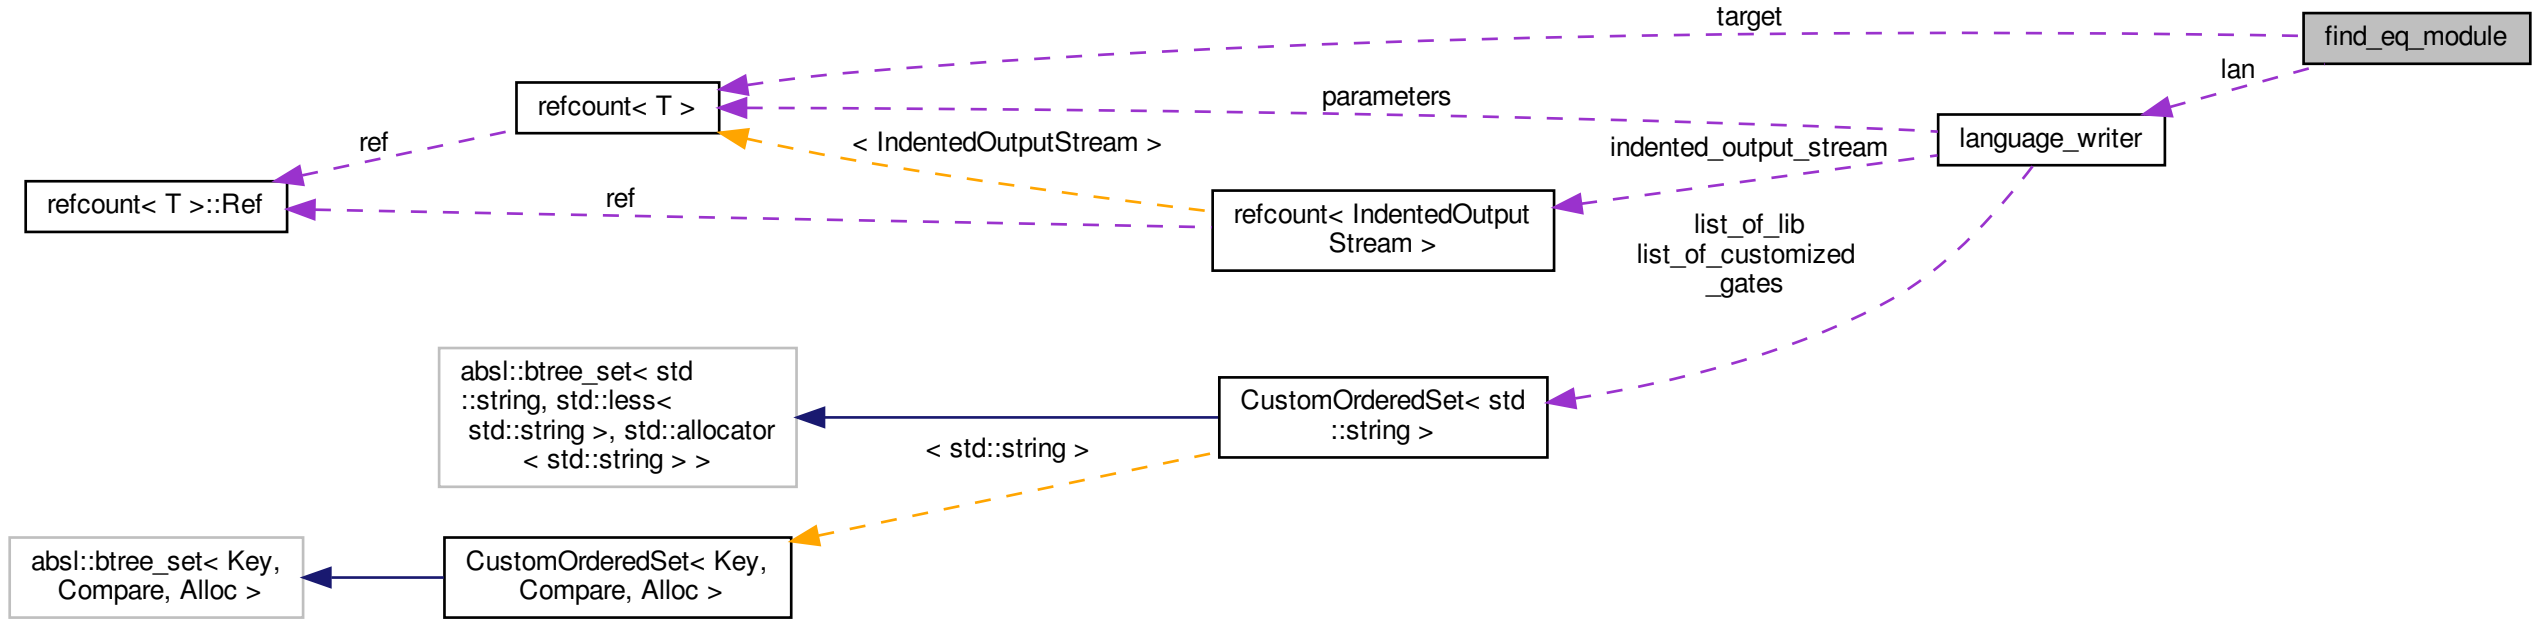 target
find_eq_module
lan
refcount< T >
parameters
language_writer
ref
< IndentedOutputStream >
indented_output_stream
refcount< T >::Ref
ref
refcount< IndentedOutput
Stream >
list_of_lib
list_of_customized
_gates
absl::btree_set< std
::string, std::less<
std::string >, std::allocator
< std::string > >
CustomOrderedSet< std
::string >
< std::string >
absl::btree_set< Key,
Compare, Alloc >
CustomOrderedSet< Key,
Compare, Alloc >